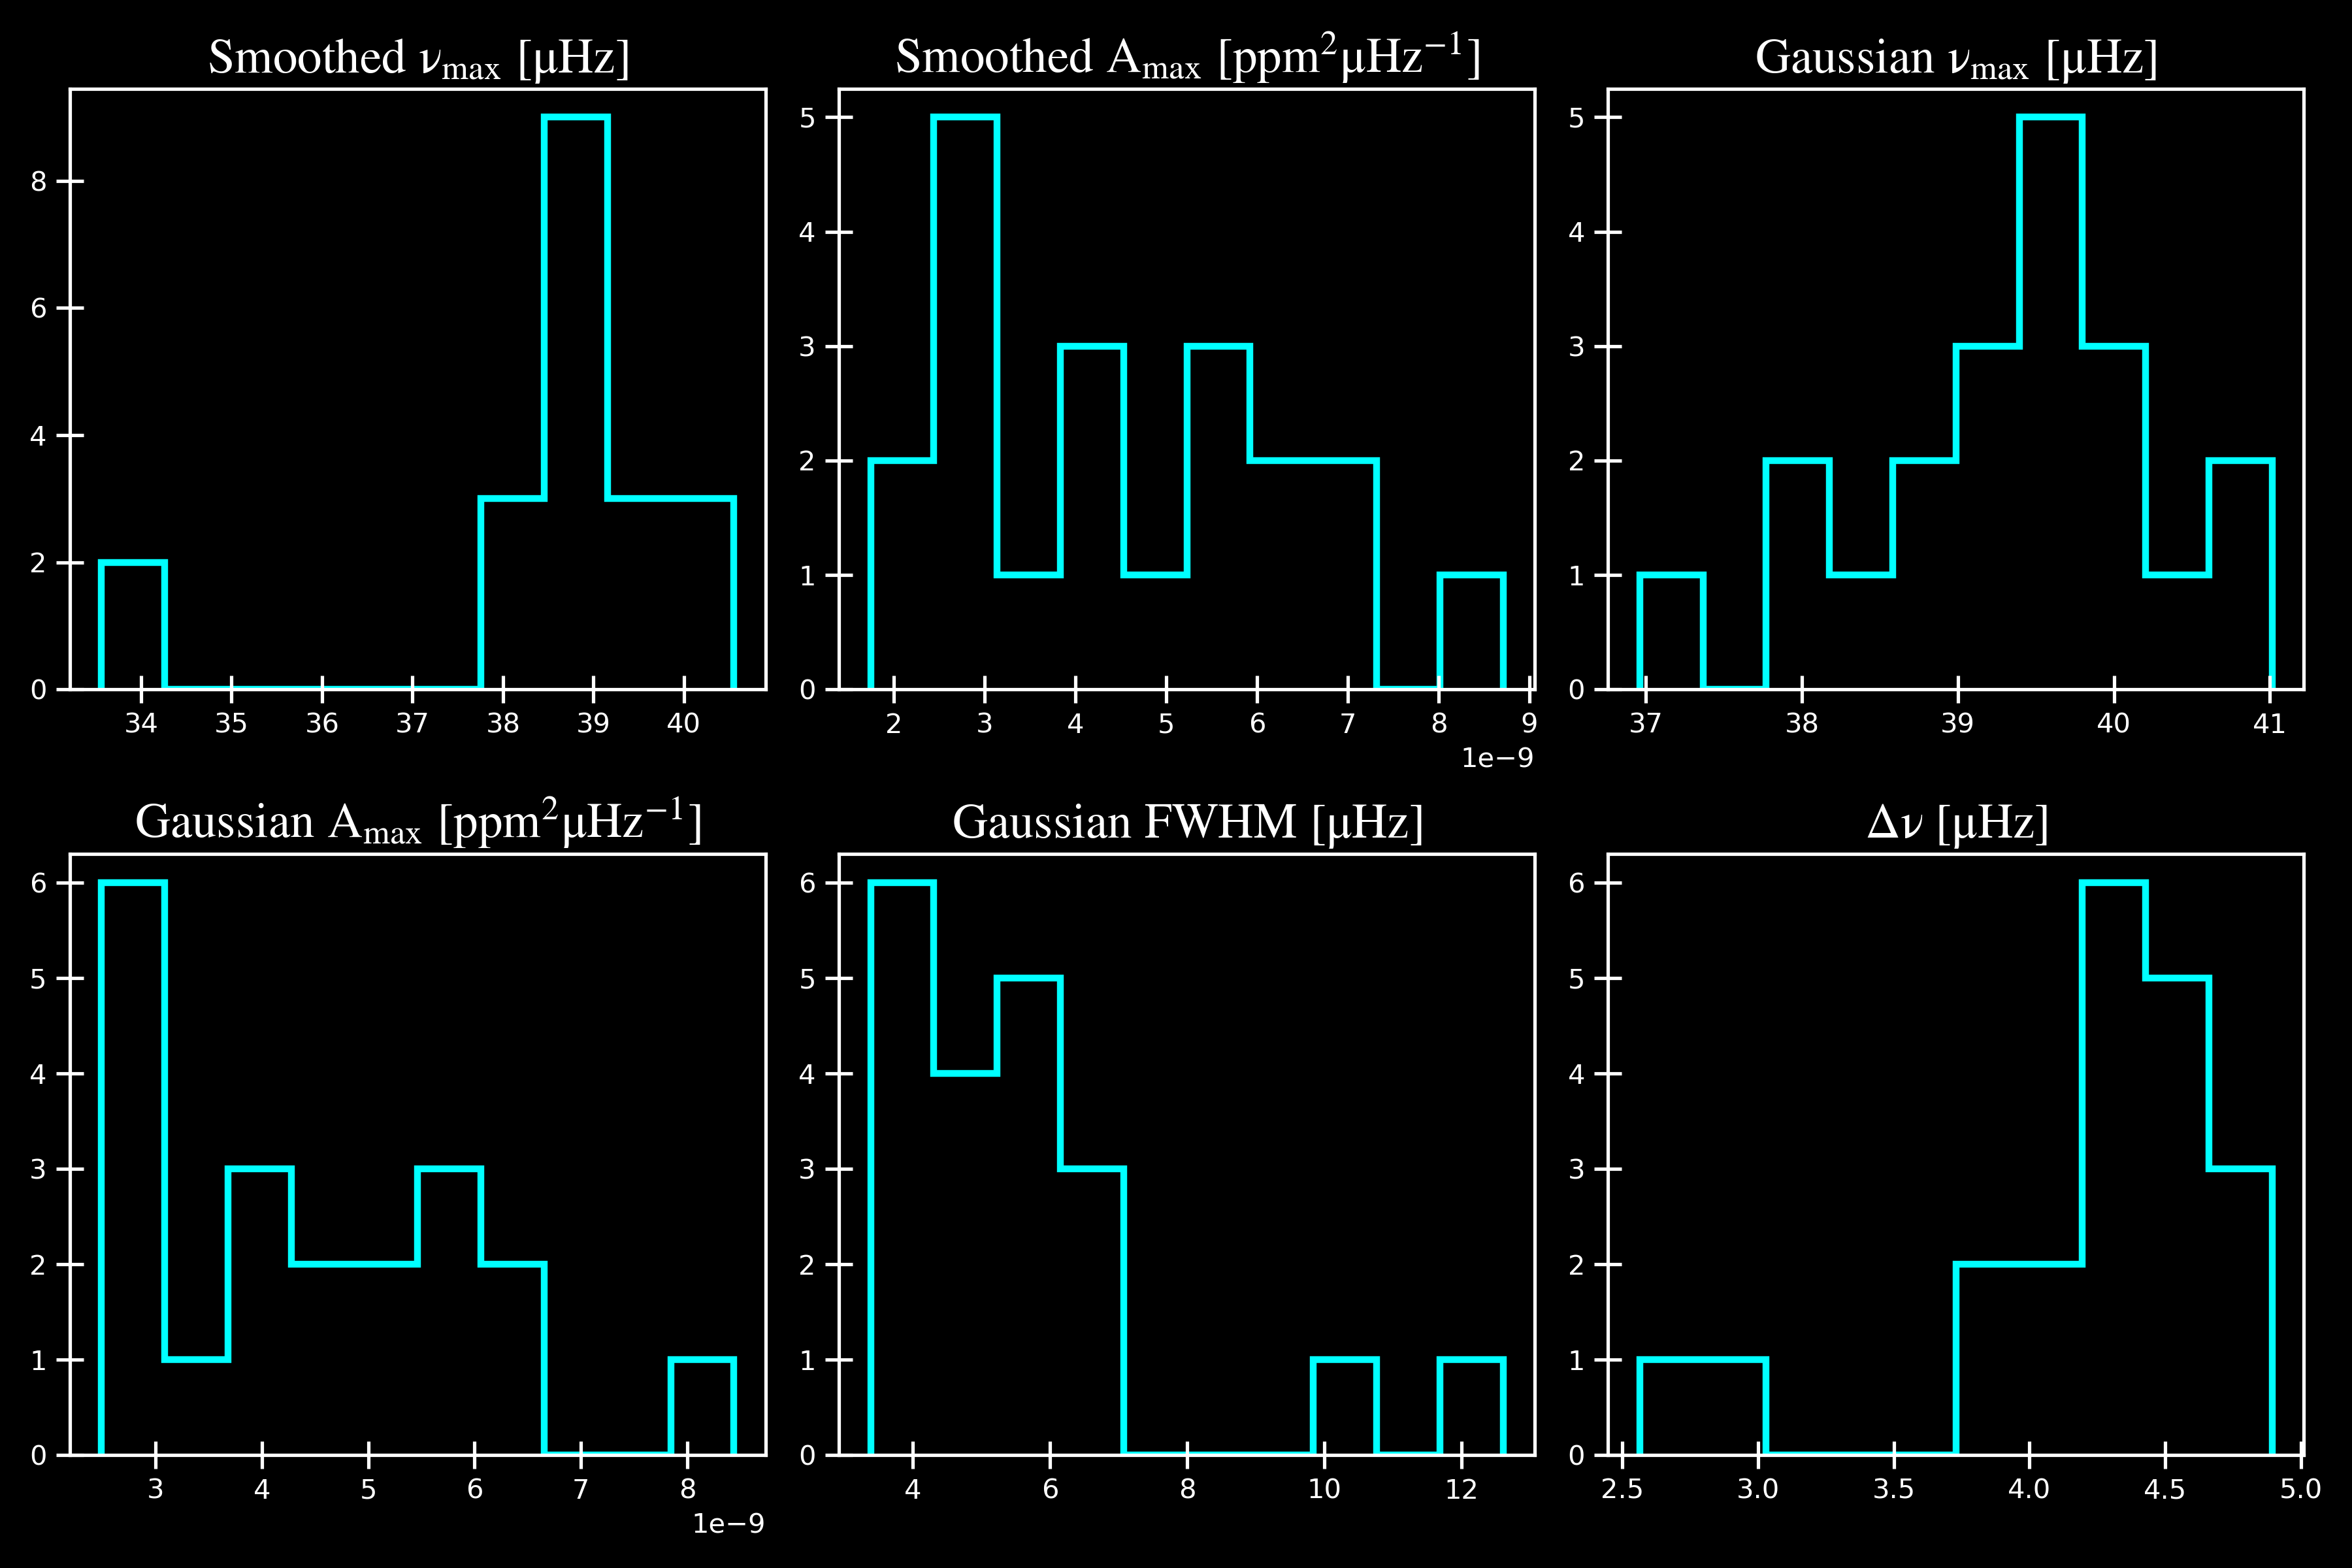 Smoothed ν_max [μHz]
8
6
4
2
0
34 35 36 37 38 39 40
Smoothed A_max [ppm²μHz⁻¹]
5
4
3
2
1
0
2 3 4 5 6 7 8 9
1e−9
Gaussian ν_max [μHz]
5
4
3
2
1
0
37 38 39 40 41
Gaussian A_max [ppm²μHz⁻¹]
6
5
4
3
2
1
0
3 4 5 6 7 8
1e−9
Gaussian FWHM [μHz]
6
5
4
3
2
1
0
4 6 8 10 12
Δν [μHz]
6
5
4
3
2
1
0
2.5 3.0 3.5 4.0 4.5 5.0